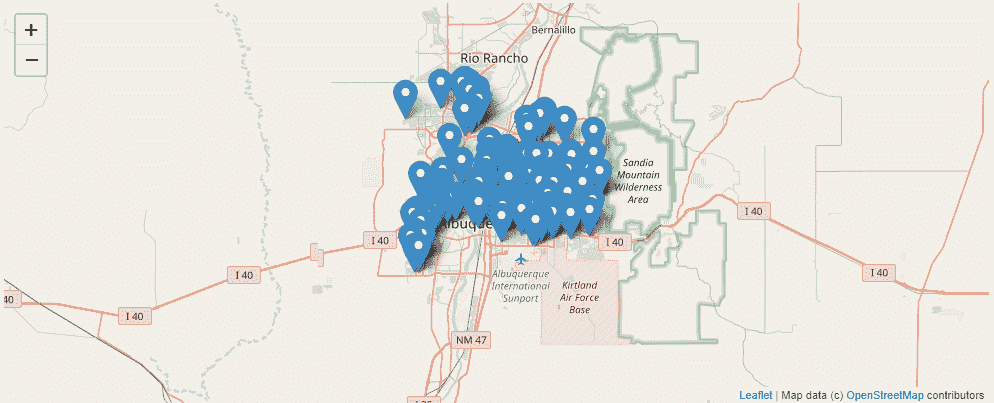 +
Bernalillo
Rio Rancho
−
Sandia
Mountain
Wilderness
Area
I 40
Albuque
I 40
I 40
I 40
I 40
Albuquerque
International
Sunport
Kirtland
Air Force
Base
40
I 40
NM 47
Leaflet | Map data (c) OpenStreetMap contributors